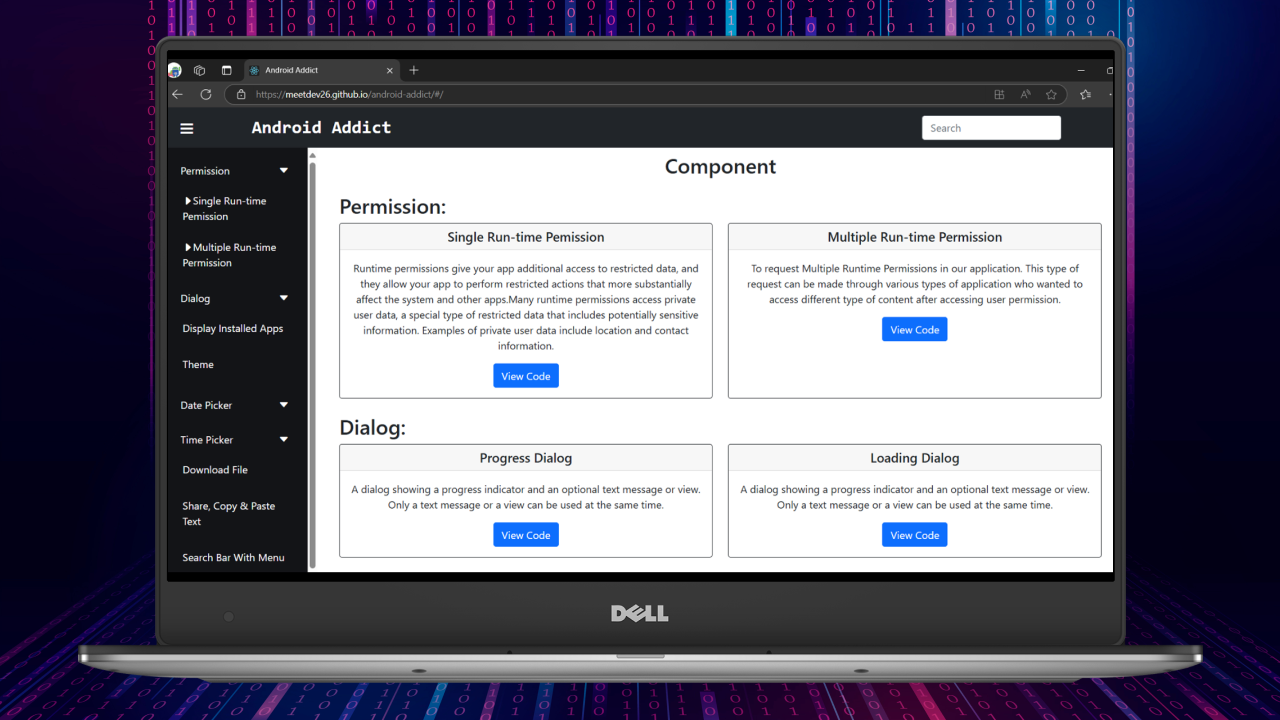 Android Addict
https://meetdev26.github.io/android-addict/#/
Android Addict
Search
Permission
Single Run-time
Pemission
Multiple Run-time
Permission
Dialog
Display Installed Apps
Theme
Date Picker
Time Picker
Download File
Share, Copy & Paste
Text
Search Bar With Menu
Component
Permission:
Single Run-time Pemission
Runtime permissions give your app additional access to restricted data, and
they allow your app to perform restricted actions that more substantially
affect the system and other apps.Many runtime permissions access private
user data, a special type of restricted data that includes potentially sensitive
information. Examples of private user data include location and contact
information.
View Code
Multiple Run-time Permission
To request Multiple Runtime Permissions in our application. This type of
request can be made through various types of application who wanted to
access different type of content after accessing user permission.
View Code
Dialog:
Progress Dialog
A dialog showing a progress indicator and an optional text message or view.
Only a text message or a view can be used at the same time.
View Code
Loading Dialog
A dialog showing a progress indicator and an optional text message or view.
Only a text message or a view can be used at the same time.
View Code
DELL